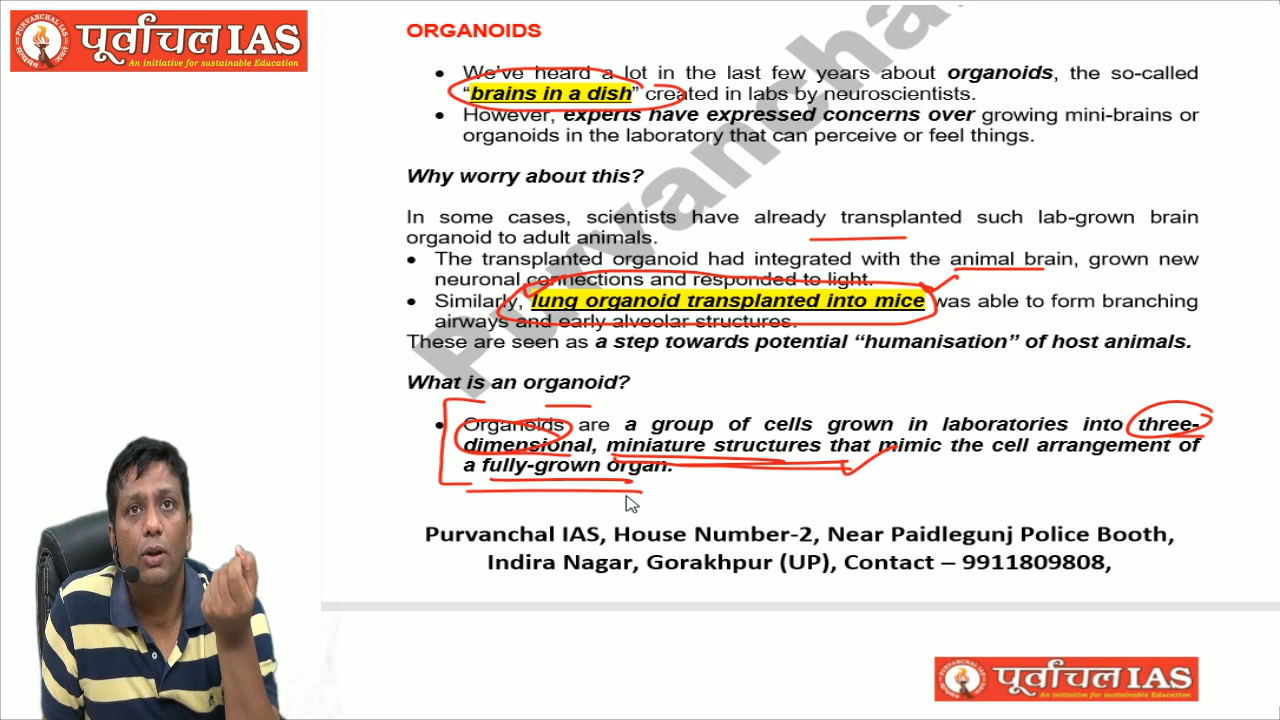 PURVANCHAL IAS
पूर्वांचल IAS
An initiative for sustainable Education
ORGANOIDS
• We've heard a lot in the last few years about organoids, the so-called
"brains in a dish" created in labs by neuroscientists.
• However, experts have expressed concerns over growing mini-brains or
organoids in the laboratory that can perceive or feel things.
Why worry about this?
In some cases, scientists have already transplanted such lab-grown brain
organoid to adult animals.
• The transplanted organoid had integrated with the animal brain, grown new
neuronal connections and responded to light.
• Similarly, lung organoid transplanted into mice was able to form branching
airways and early alveolar structures.
These are seen as a step towards potential "humanisation" of host animals.
What is an organoid?
• Organoids are a group of cells grown in laboratories into three-
dimensional, miniature structures that mimic the cell arrangement of
a fully-grown organ.
Purvanchal
Purvanchal IAS, House Number-2, Near Paidlegunj Police Booth,
Indira Nagar, Gorakhpur (UP), Contact – 9911809808,
पूर्वांचल IAS
An Initiative for sustainable Education